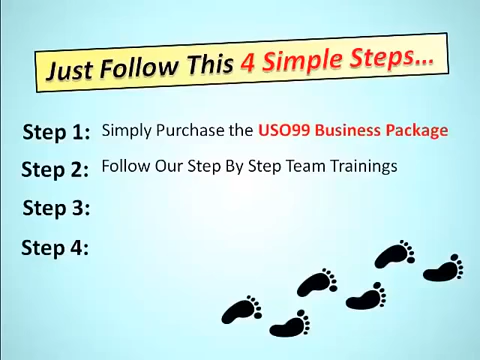 Just Follow This 4 Simple Steps...
Step 1: Simply Purchase the USO99 Business Package
Step 2: Follow Our Step By Step Team Trainings
Step 3:
Step 4: